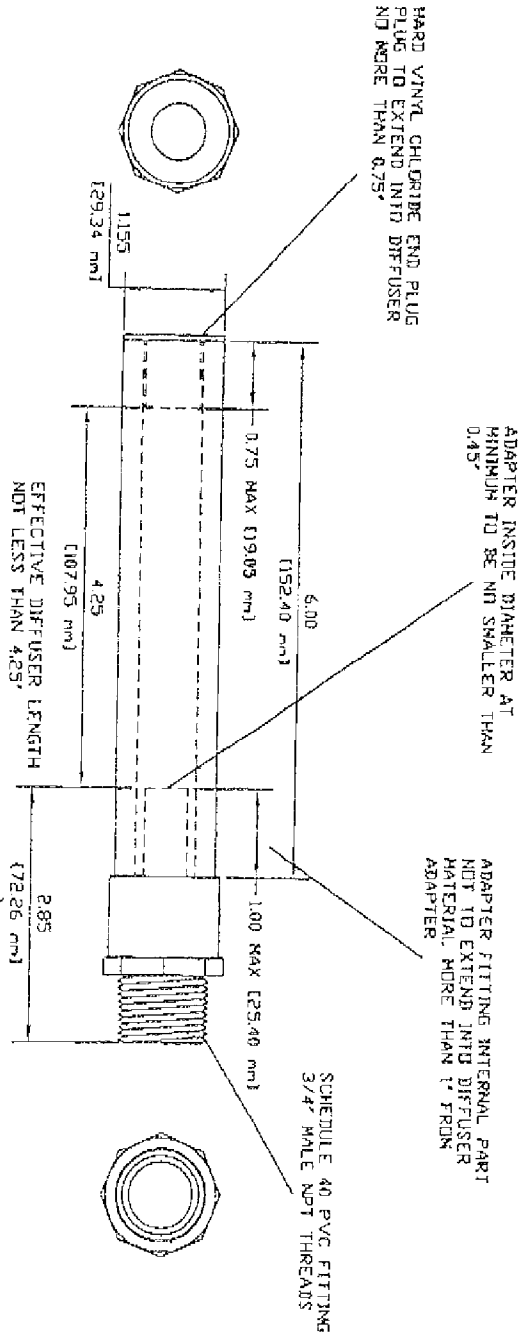 HARD VINYL CHLORIDE END PLUG
PLUG TO EXTEND INTO DIFFUSER
NO MORE THAN 0.75"
ADAPTER INSIDE DIAMETER AT
MINIMUM TO BE NO SMALLER THAN
0.45"
ADAPTER FITTING INTERNAL PART
NOT TO EXTEND INTO DIFFUSER
MATERIAL MORE THAN 1" FROM
ADAPTER
6.00
[152.40 mm]
0.75 MAX [19.05 mm]
1.00 MAX [25.40 mm]
SCHEDULE 40 PVC FITTING
3/4" MALE NPT THREADS
1.155
[29.34 mm]
4.25
[107.95 mm]
2.85
[72.26 mm]
EFFECTIVE DIFFUSER LENGTH
NOT LESS THAN 4.25"